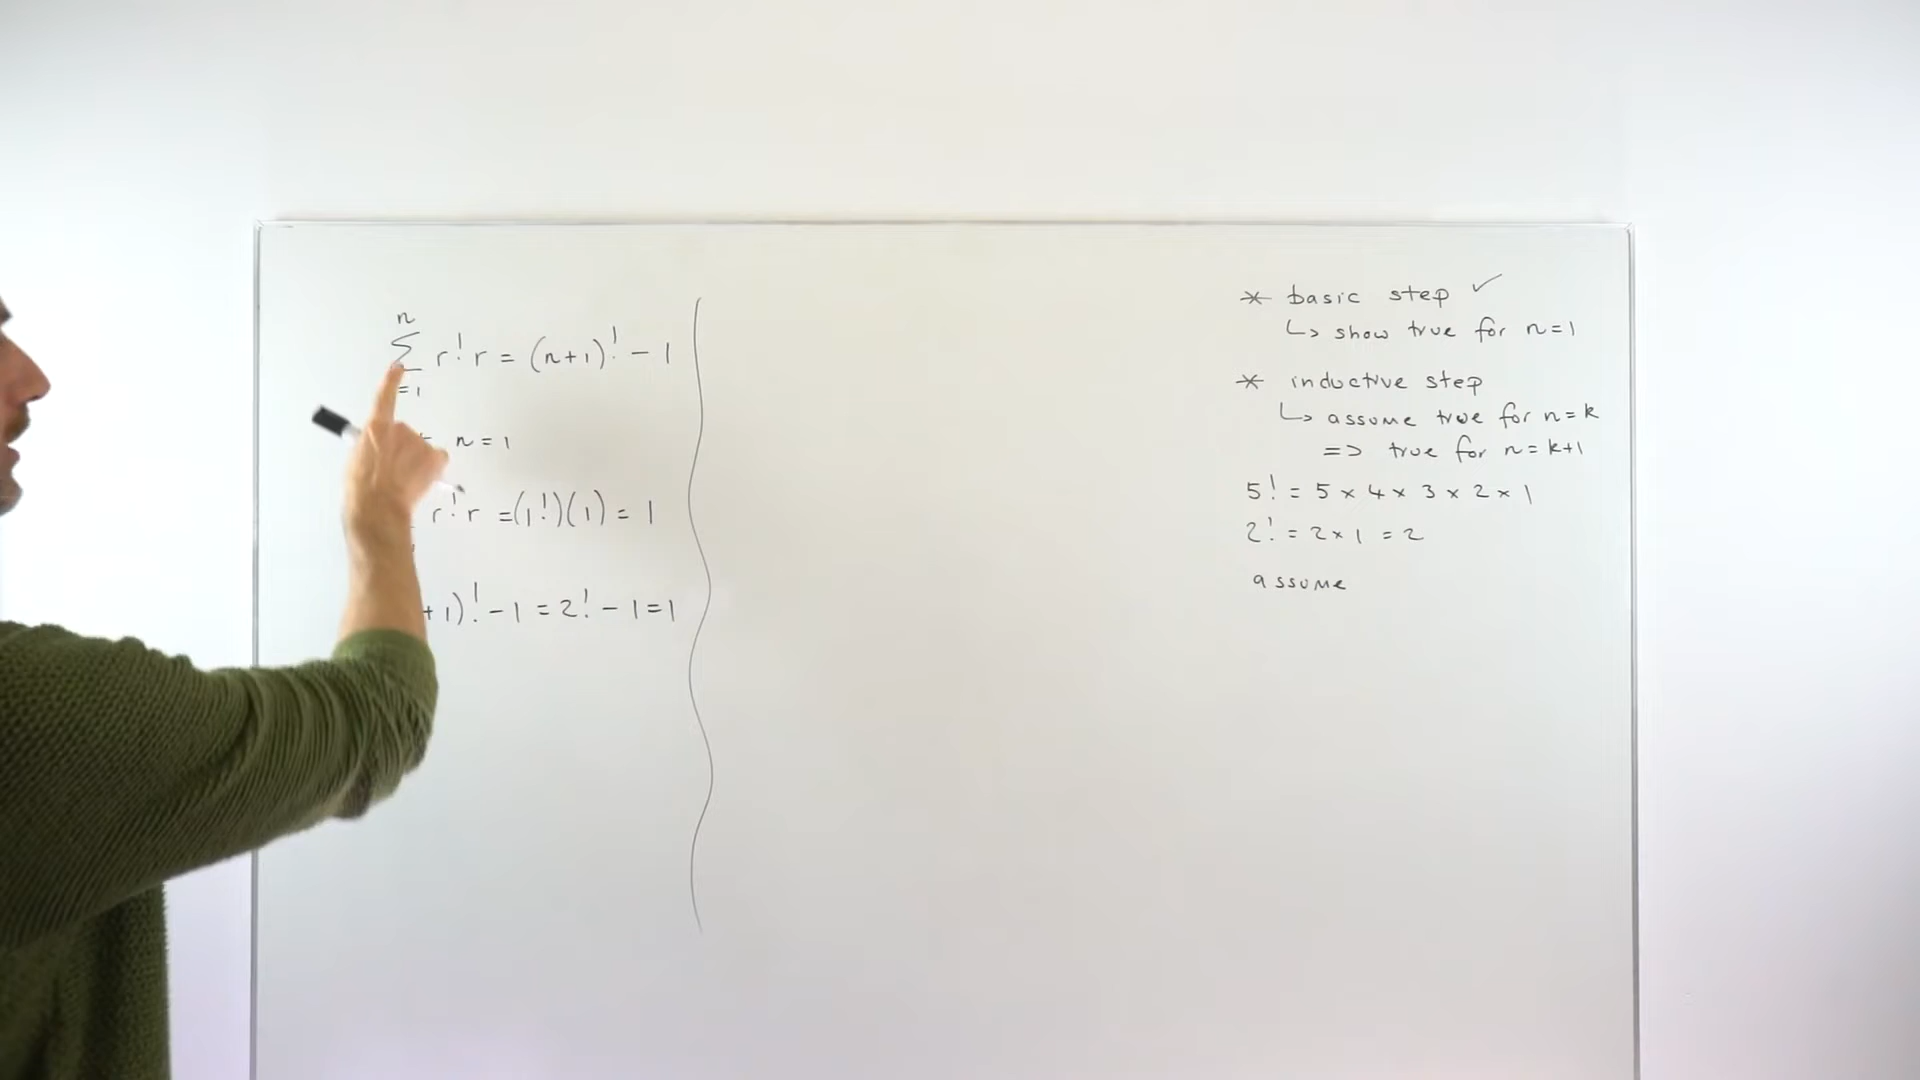 n
∑ r!r = (n+1)! - 1
=1
n=1
r!r =(1!)(1) = 1
+1)! - 1 = 2! - 1 = 1
* basic step ✓
↳ show true for n=1
* inductive step
↳ assume true for n=k
=> true for n=k+1
5! = 5 x 4 x 3 x 2 x 1
2! = 2 x 1 = 2
assume